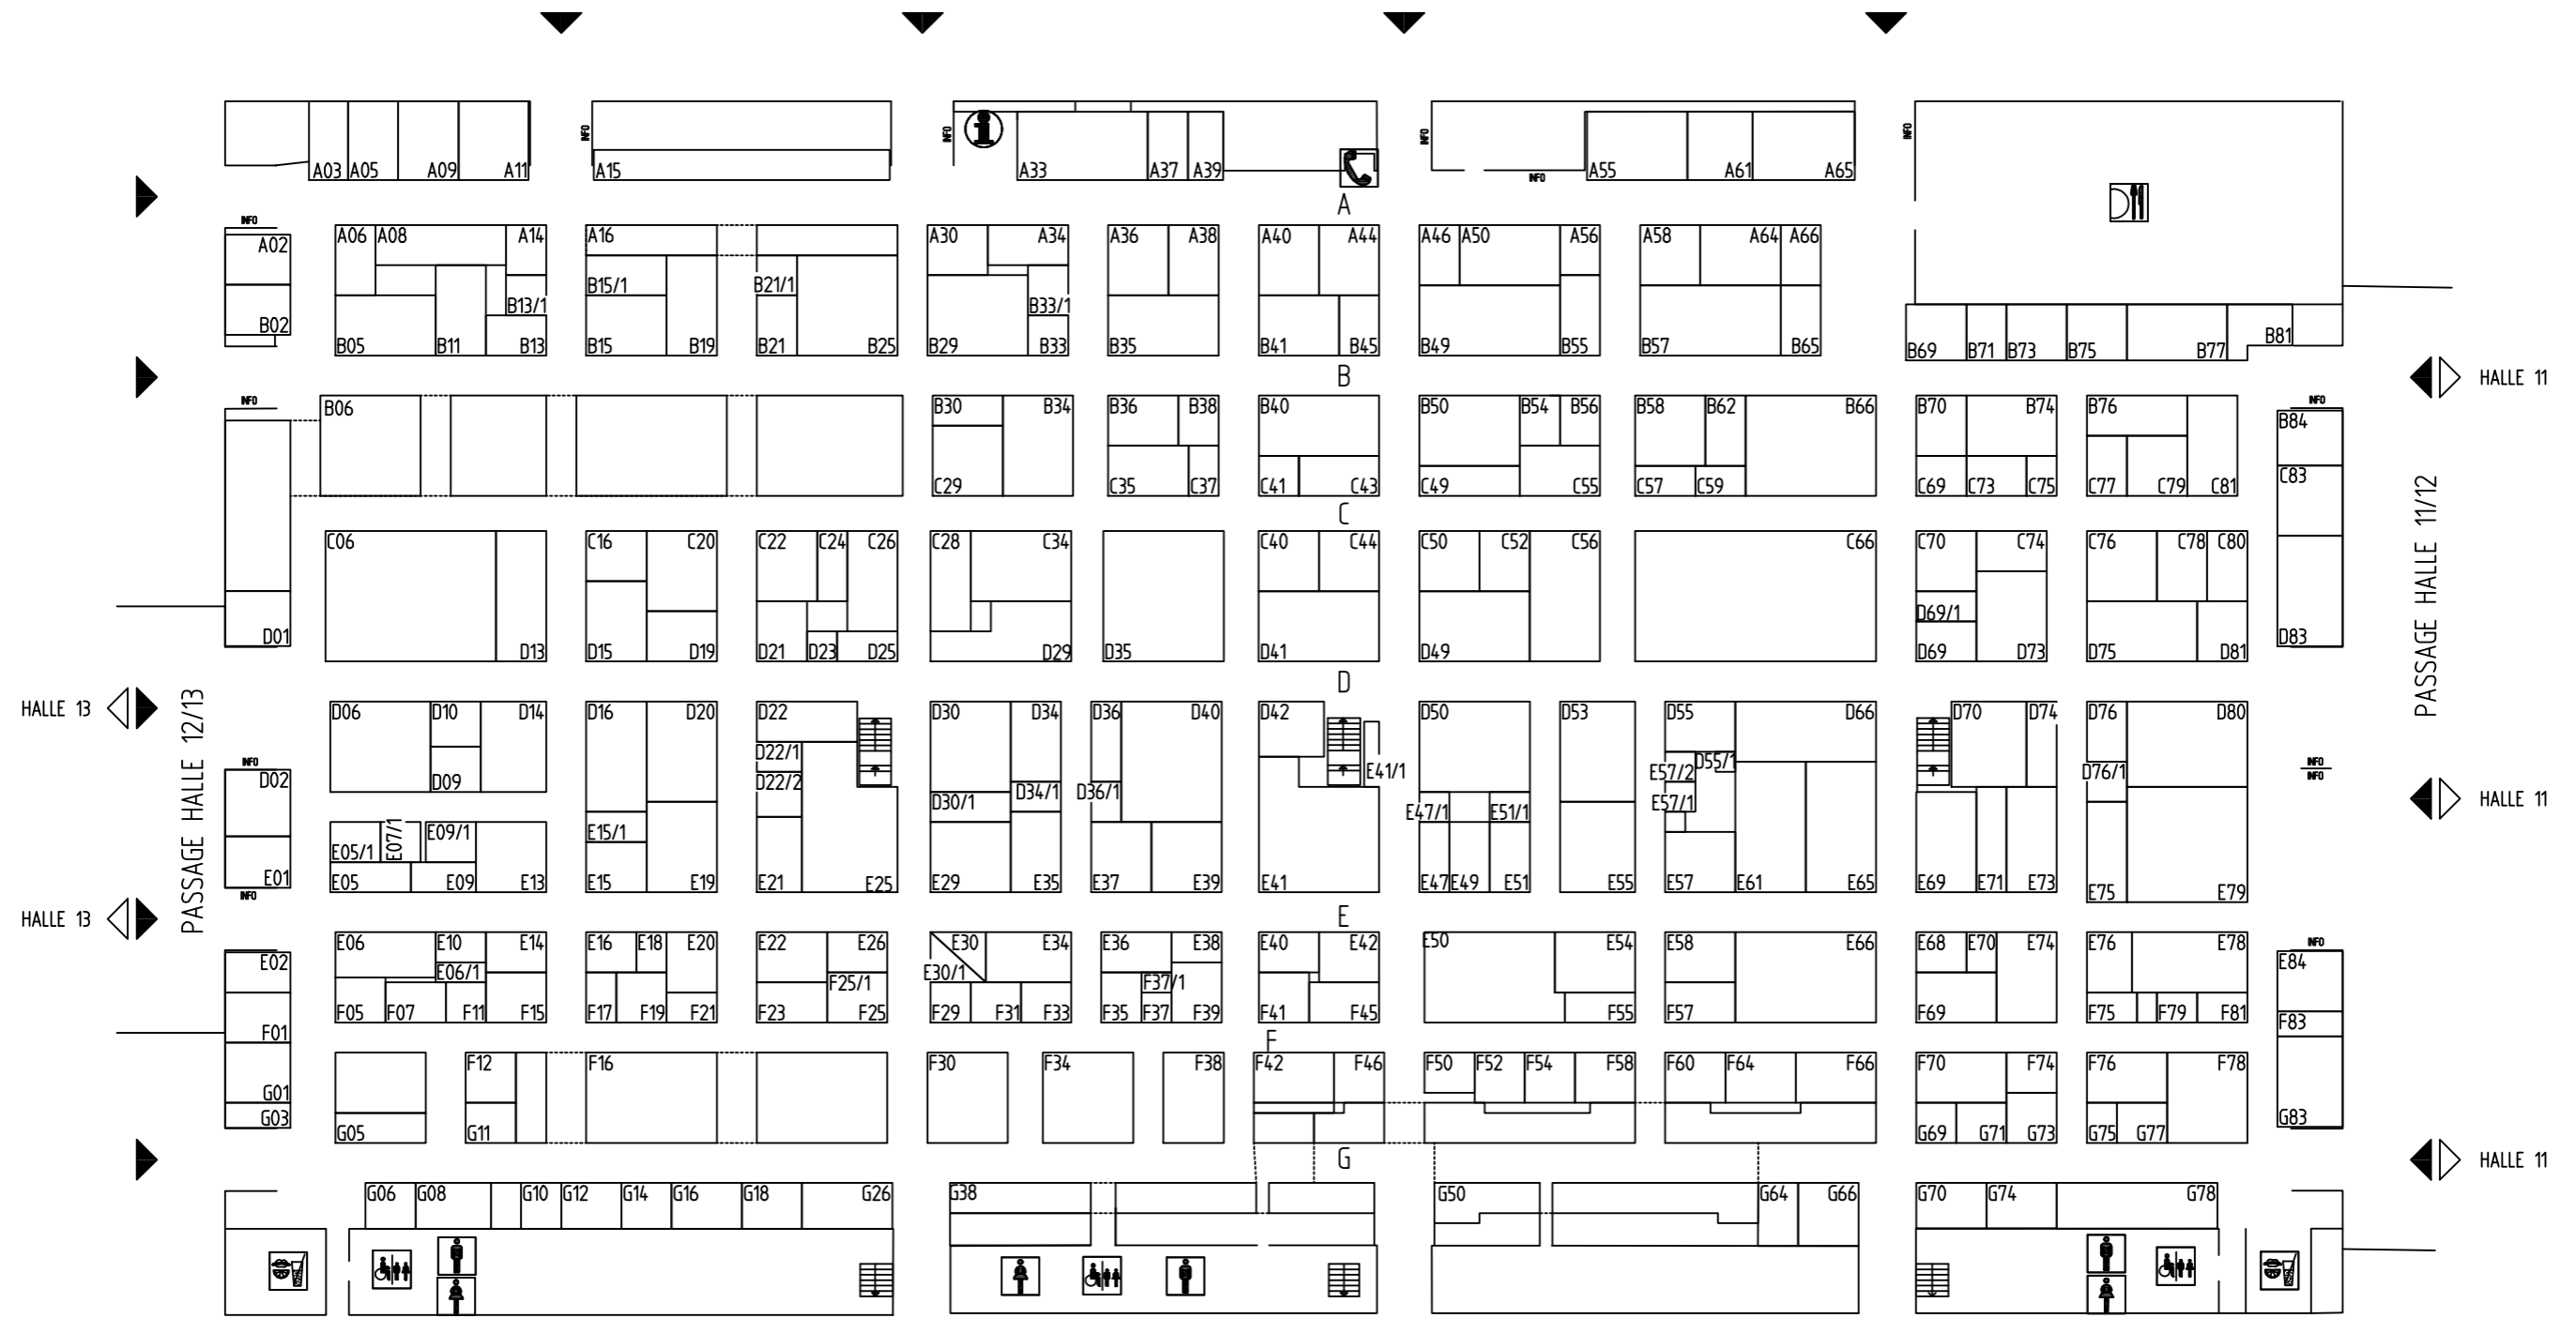 INFO INFO INFO INFO
A03 A05 A09 A11 A15 A33 A37 A39 A55 A61 A65
INFO
A
INFO
A02 A06 A08 A14 A16 A30 A34 A36 A38 A40 A44 A46 A50 A56 A58 A64 A66
B15/1 B21/1
B13/1 B33/1
B02 B81
B05 B11 B13 B15 B19 B21 B25 B29 B33 B35 B41 B45 B49 B55 B57 B65 B69 B71 B73 B75 B77
B
HALLE 11
INFO INFO
B06 B30 B34 B36 B38 B40 B50 B54 B56 B58 B62 B66 B70 B74 B76 B84
C83
C29 C35 C37 C41 C43 C49 C55 C57 C59 C69 C73 C75 C77 C79 C81
C
PASSAGE HALLE 11/12
C06 C16 C20 C22 C24 C26 C28 C34 C40 C44 C50 C52 C56 C66 C70 C74 C76 C78 C80
D69/1
D01 D83
D13 D15 D19 D21 D23 D25 D29 D35 D41 D49 D69 D73 D75 D81
D
HALLE 13
PASSAGE HALLE 12/13
D06 D10 D14 D16 D20 D22 D30 D34 D36 D40 D42 D50 D53 D55 D66 D70 D74 D76 D80
D22/1 D55/1
INFO INFO
INFO
D02 D09 D22/2 E41/1 E57/2 D76/1
D30/1 D34/1 D36/1 E57/1
HALLE 11
E47/1 E51/1
E05/1 E07/1 E09/1 E15/1
E01 E05 E09 E13 E15 E19 E21 E25 E29 E35 E37 E39 E41 E47 E49 E51 E55 E57 E61 E65 E69 E71 E73 E75 E79
INFO
HALLE 13
E
E06 E10 E14 E16 E18 E20 E22 E26 E30 E34 E36 E38 E40 E42 E50 E54 E58 E66 E68 E70 E74 E76 E78
INFO
E02 E06/1 E30/1 E84
F25/1 F37/1
F05 F07 F11 F15 F17 F19 F21 F23 F25 F29 F31 F33 F35 F37 F39 F41 F45 F55 F57 F69 F75 F79 F81 F83
F01
F
F12 F16 F30 F34 F38 F42 F46 F50 F52 F54 F58 F60 F64 F66 F70 F74 F76 F78
G01
G03 G83
G05 G11 G69 G71 G73 G75 G77
G
HALLE 11
G06 G08 G10 G12 G14 G16 G18 G26 G38 G50 G64 G66 G70 G74 G78